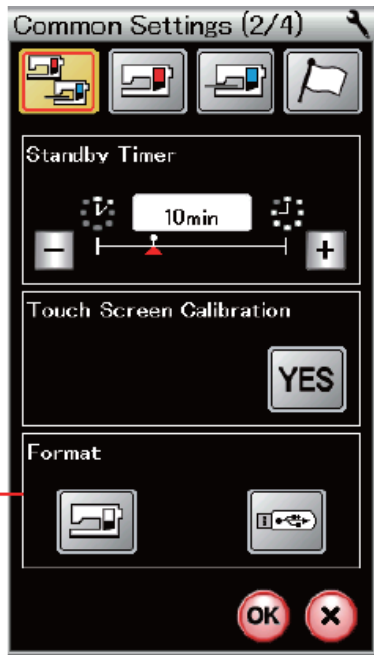 Common Settings (2/4)
Standby Timer
10min
- +
Touch Screen Calibration
YES
Format
OK X